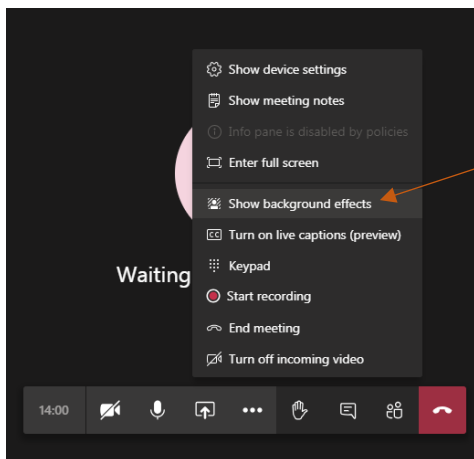 Show device settings
Show meeting notes
Info pane is disabled by policies
Enter full screen
Show background effects
CC Turn on live captions (preview)
Waiting
Keypad
Start recording
End meeting
Turn off incoming video
14:00